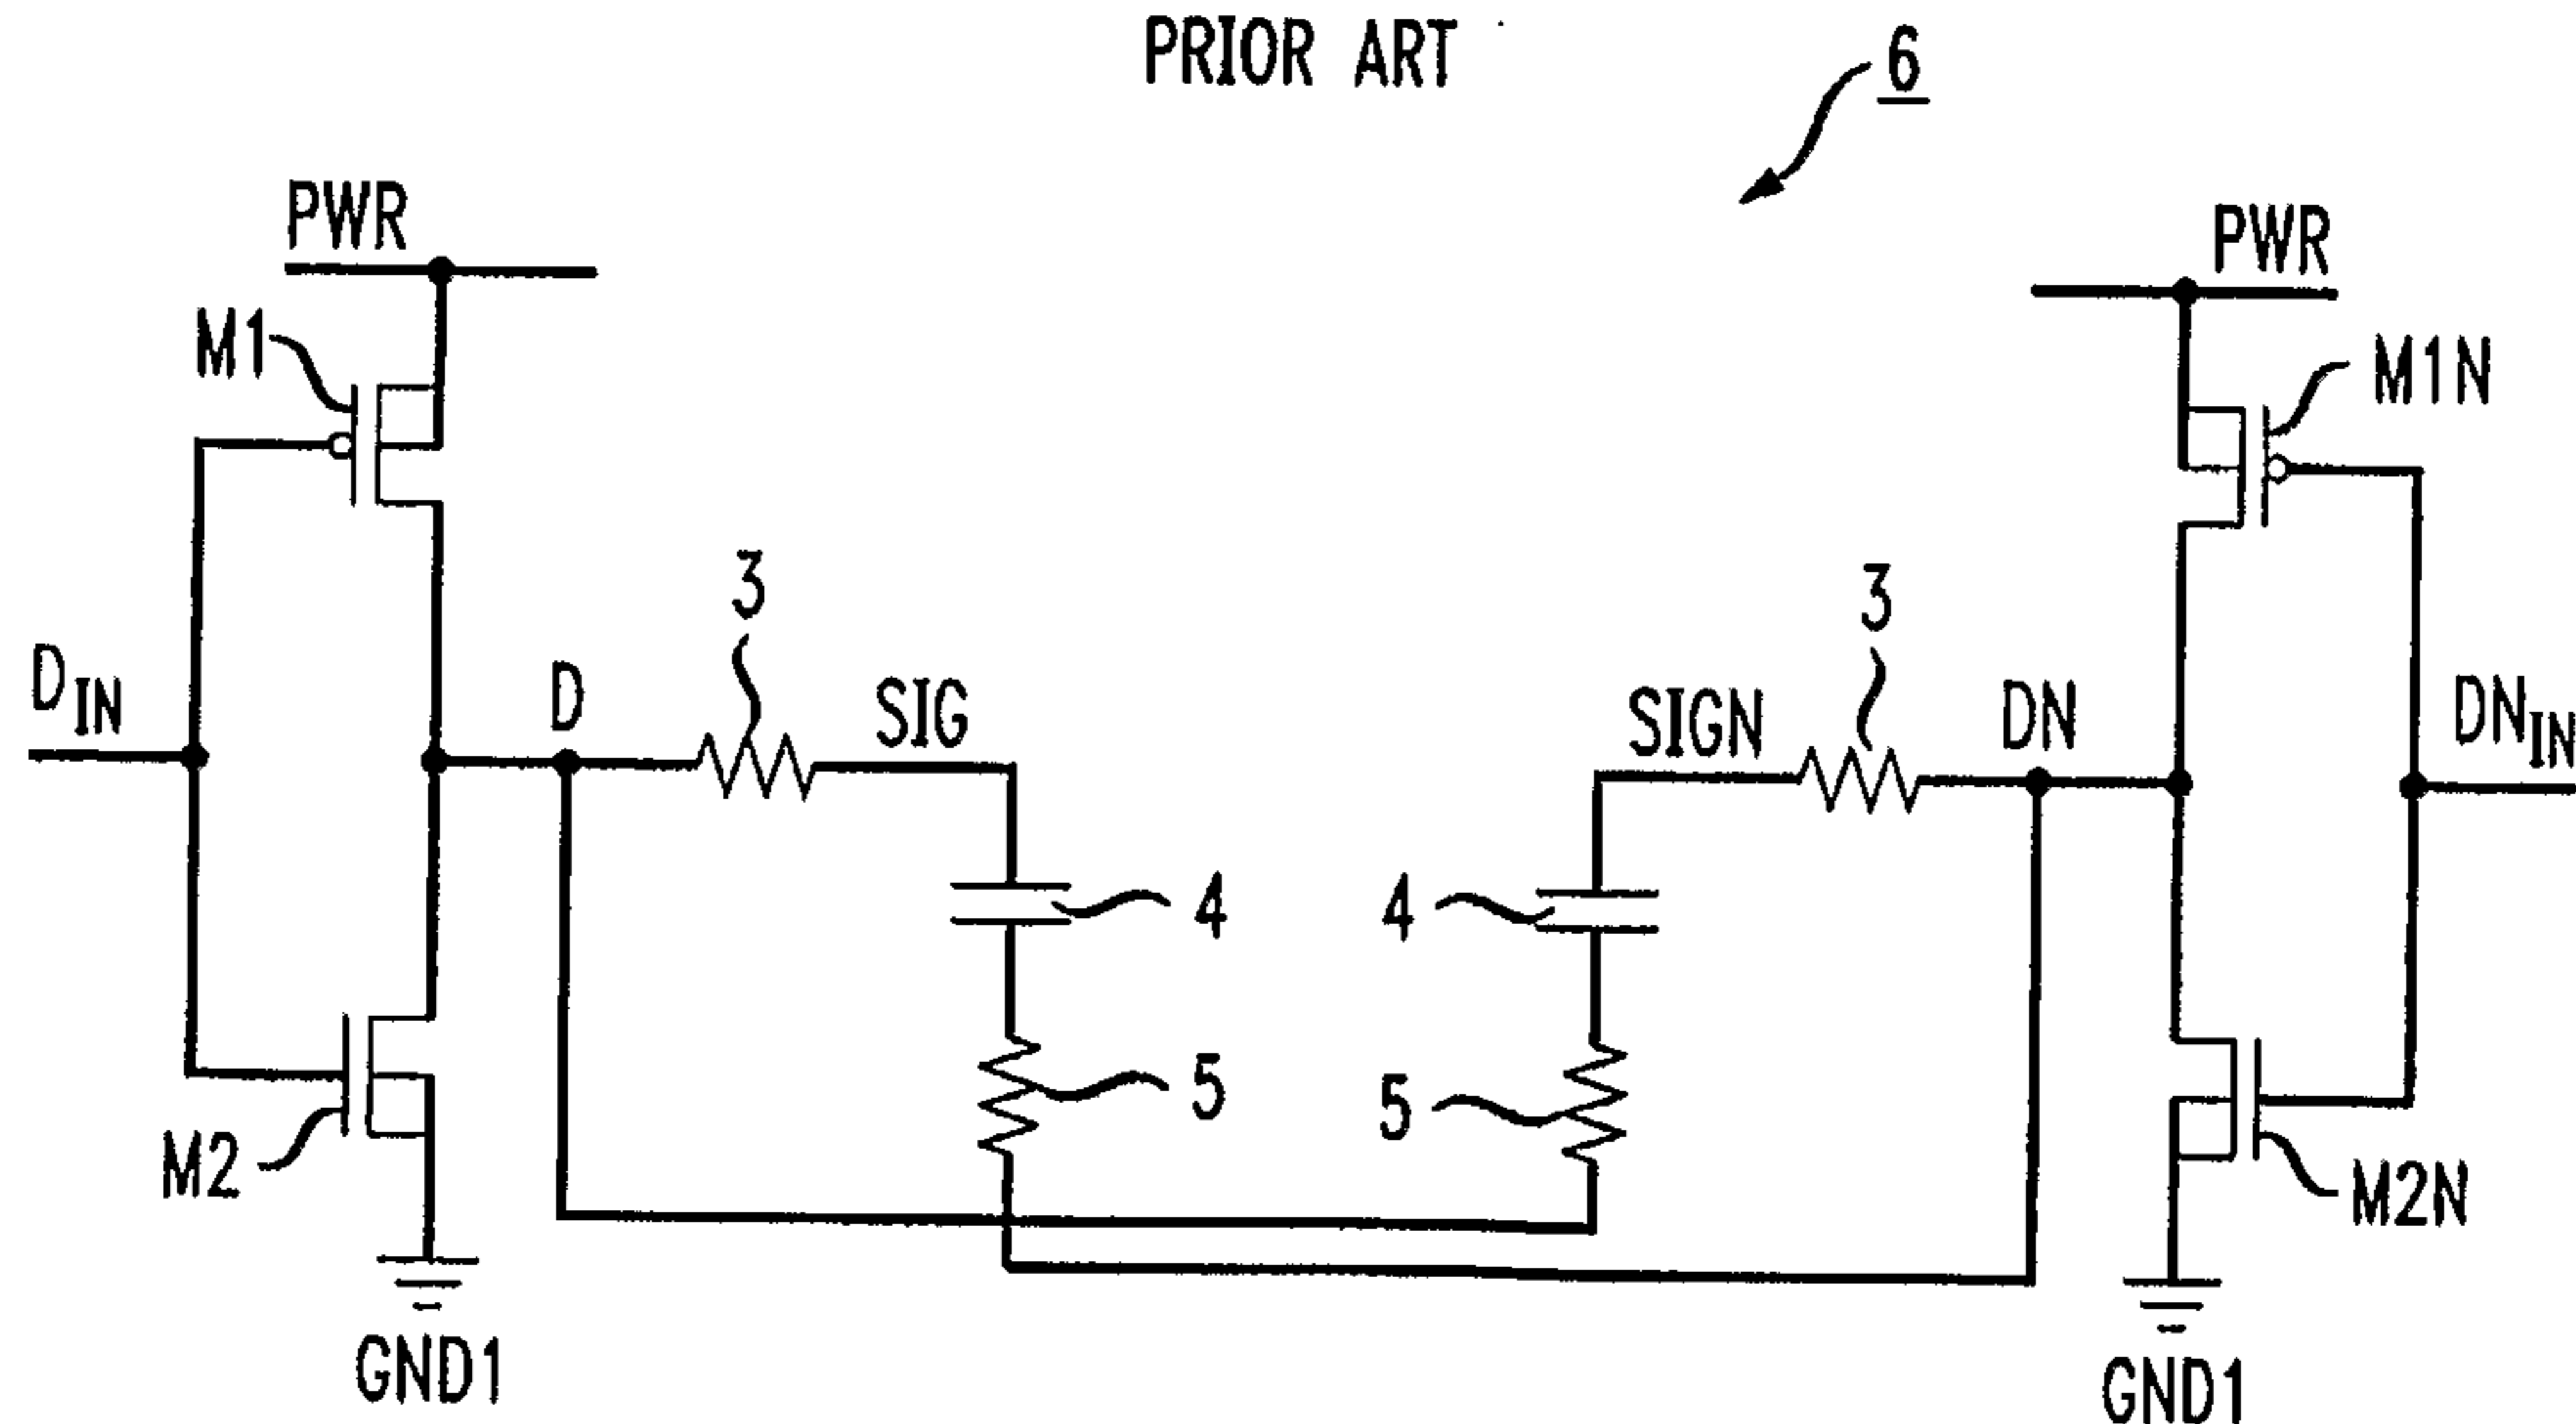 PRIOR ART
6
PWR
PWR
M1
M1N
3
3
D_IN
D
SIG
SIGN
DN
DN_IN
4
4
5
5
M2
M2N
GND1
GND1